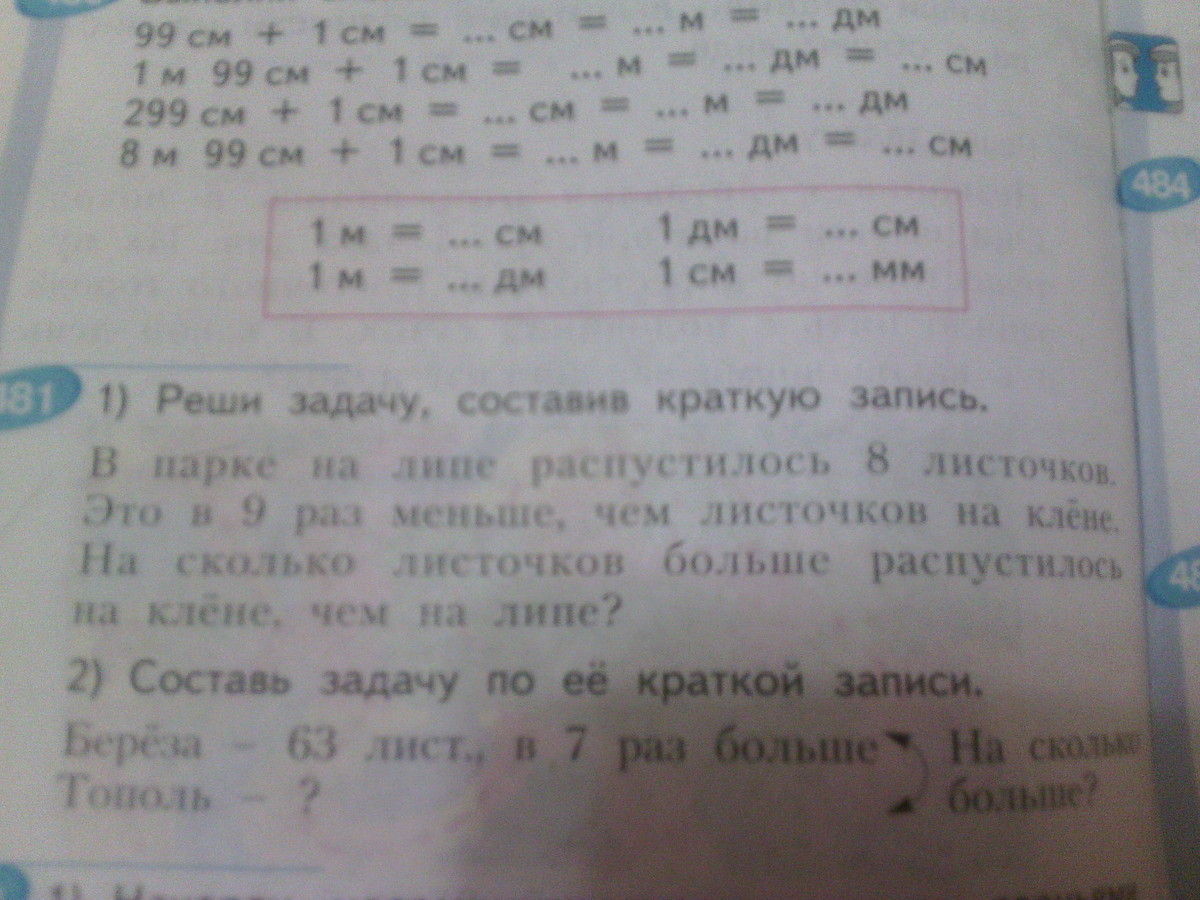 99 см + 1 см = ... см = ... м = ... дм
1 м 99 см + 1 см = ... м = ... дм = ... см
299 см + 1 см = ... см = ... м = ... дм
8 м 99 см + 1 см = ... м = ... дм = ... см
484
1 м = ... см 1 дм = ... см
1 м = ... дм 1 см = ... мм
481 1) Реши задачу, составив краткую запись.
В парке на липе распустилось 8 листочков.
Это в 9 раз меньше, чем листочков на клёне.
На сколько листочков больше распустилось
на клёне, чем на липе?
2) Составь задачу по её краткой записи.
Берёза – 63 лист., в 7 раз больше На сколько
Тополь – ? больше?
1)